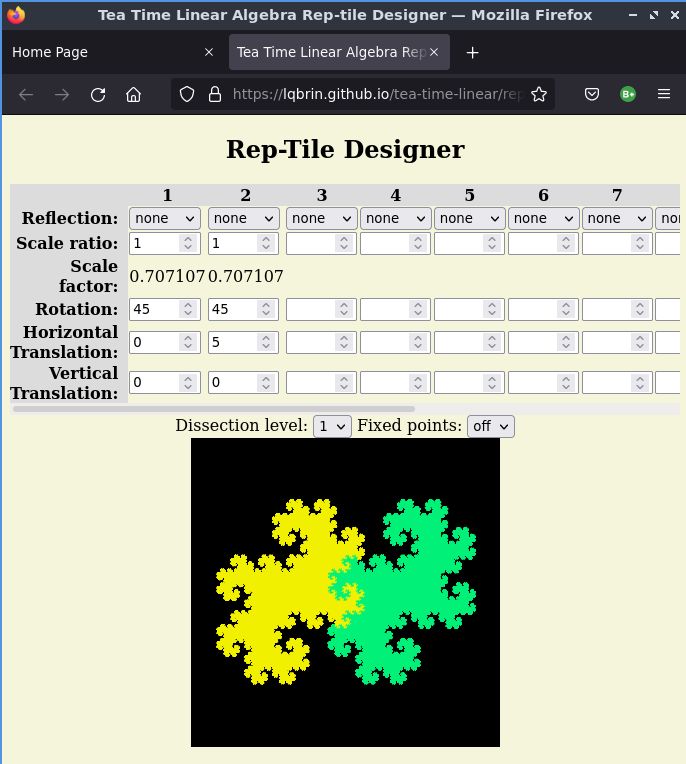 Tea Time Linear Algebra Rep-tile Designer — Mozilla Firefox
Home Page
Tea Time Linear Algebra Rep
https://lqbrin.github.io/tea-time-linear/rep
B+
Rep-Tile Designer
1 2 3 4 5 6 7
Reflection: none none none none none none none nor
Scale ratio: 1 1
Scale factor: 0.707107 0.707107
Rotation: 45 45
Horizontal Translation: 0 5
Vertical Translation: 0 0
Dissection level: 1 Fixed points: off